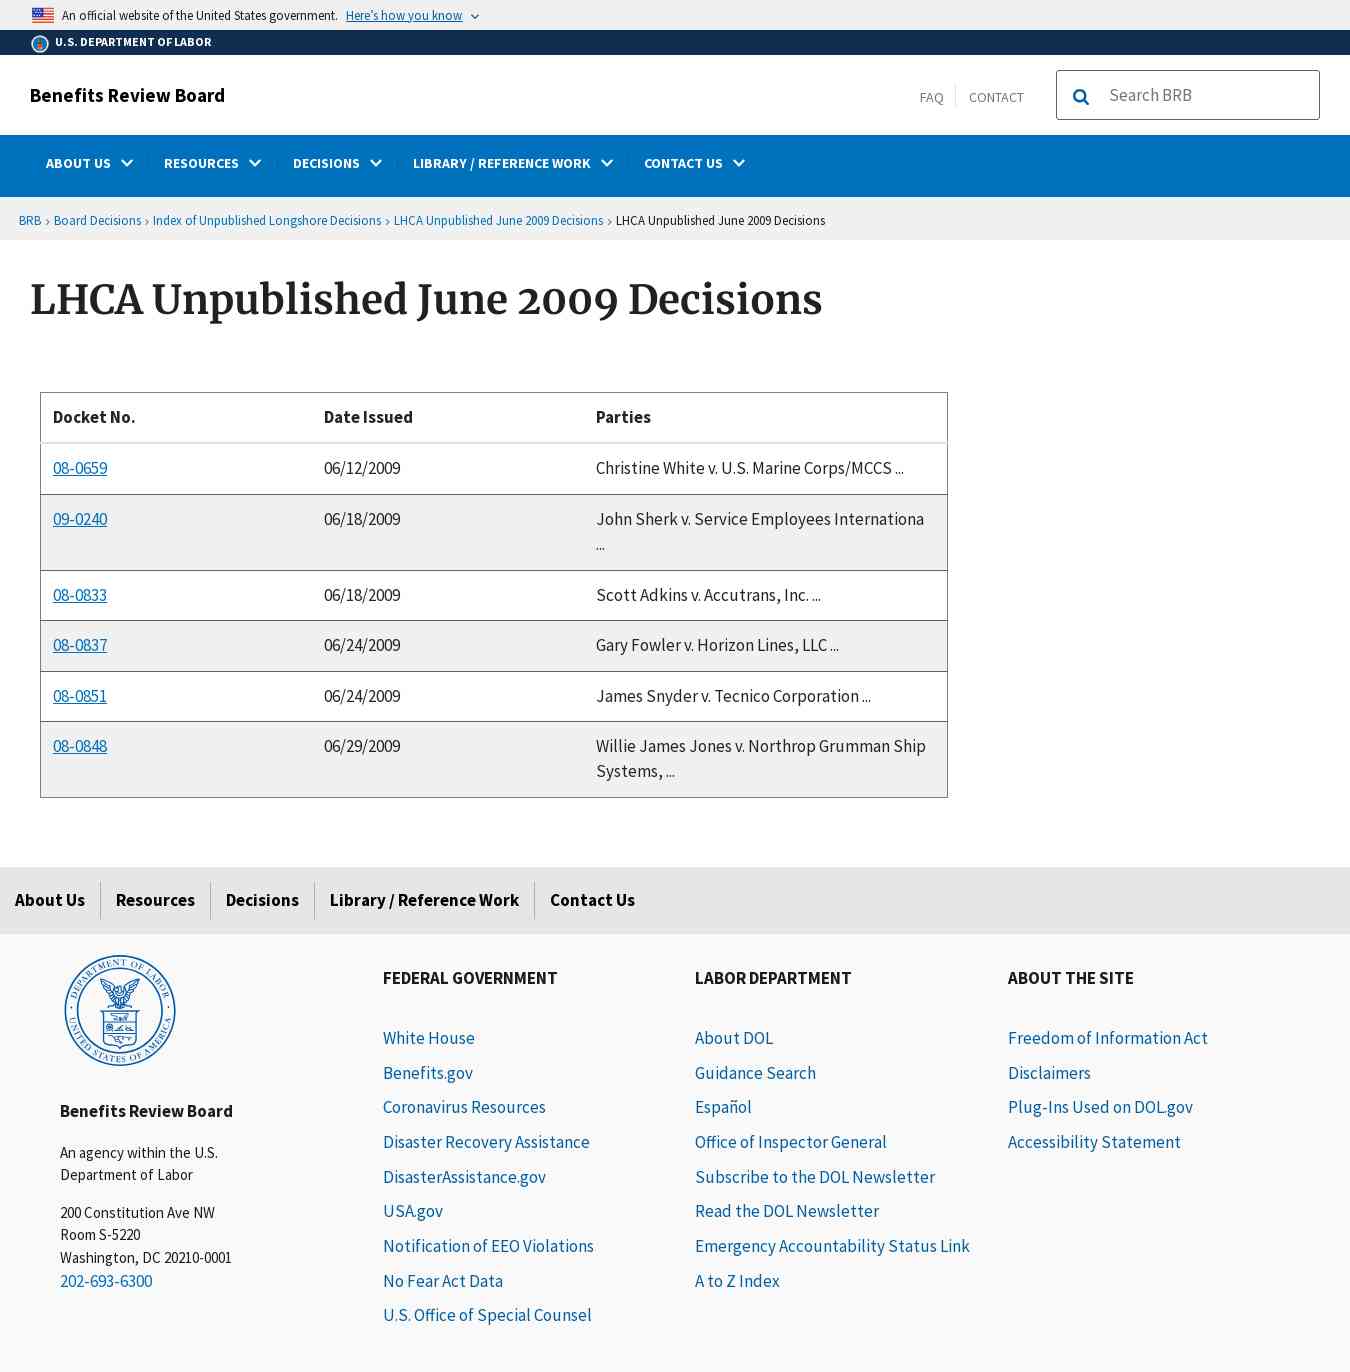 An official website of the United States government. Here's how you know
U.S. DEPARTMENT OF LABOR
Benefits Review Board
FAQ
CONTACT
Search BRB
ABOUT US
RESOURCES
DECISIONS
LIBRARY / REFERENCE WORK
CONTACT US
BRB › Board Decisions › Index of Unpublished Longshore Decisions › LHCA Unpublished June 2009 Decisions › LHCA Unpublished June 2009 Decisions
LHCA Unpublished June 2009 Decisions
Docket No. Date Issued Parties
08-0659 06/12/2009 Christine White v. U.S. Marine Corps/MCCS ...
09-0240 06/18/2009 John Sherk v. Service Employees Internationa
...
08-0833 06/18/2009 Scott Adkins v. Accutrans, Inc. ...
08-0837 06/24/2009 Gary Fowler v. Horizon Lines, LLC ...
08-0851 06/24/2009 James Snyder v. Tecnico Corporation ...
08-0848 06/29/2009 Willie James Jones v. Northrop Grumman Ship
Systems, ...
About Us
Resources
Decisions
Library / Reference Work
Contact Us
DEPARTMENT OF LABOR
UNITED STATES OF AMERICA
Benefits Review Board
An agency within the U.S.
Department of Labor
200 Constitution Ave NW
Room S-5220
Washington, DC 20210-0001
202-693-6300
FEDERAL GOVERNMENT
White House
Benefits.gov
Coronavirus Resources
Disaster Recovery Assistance
DisasterAssistance.gov
USA.gov
Notification of EEO Violations
No Fear Act Data
U.S. Office of Special Counsel
LABOR DEPARTMENT
About DOL
Guidance Search
Español
Office of Inspector General
Subscribe to the DOL Newsletter
Read the DOL Newsletter
Emergency Accountability Status Link
A to Z Index
ABOUT THE SITE
Freedom of Information Act
Disclaimers
Plug-Ins Used on DOL.gov
Accessibility Statement